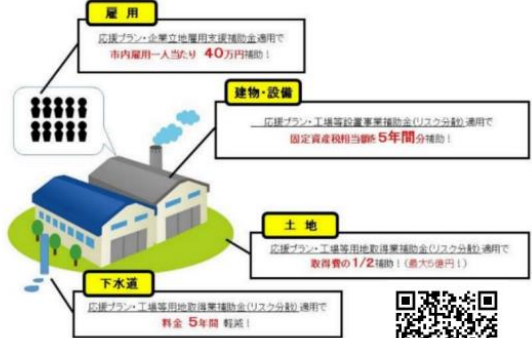 雇用
応援プラン・企業立地雇用支援補助金適用で
市内雇用一人当たり 40万円補助!
建物・設備
応援プラン・工場等設置事業補助金(リスク分散)適用で
固定資産税相当額を5年間分補助!
土地
応援プラン・工場等用地取得業補助金(リスク分散)適用で
取得費の1/2補助!(最大5億円!)
下水道
応援プラン・工場等用地取得業補助金(リスク分散)適用で
料金 5年間 軽減!